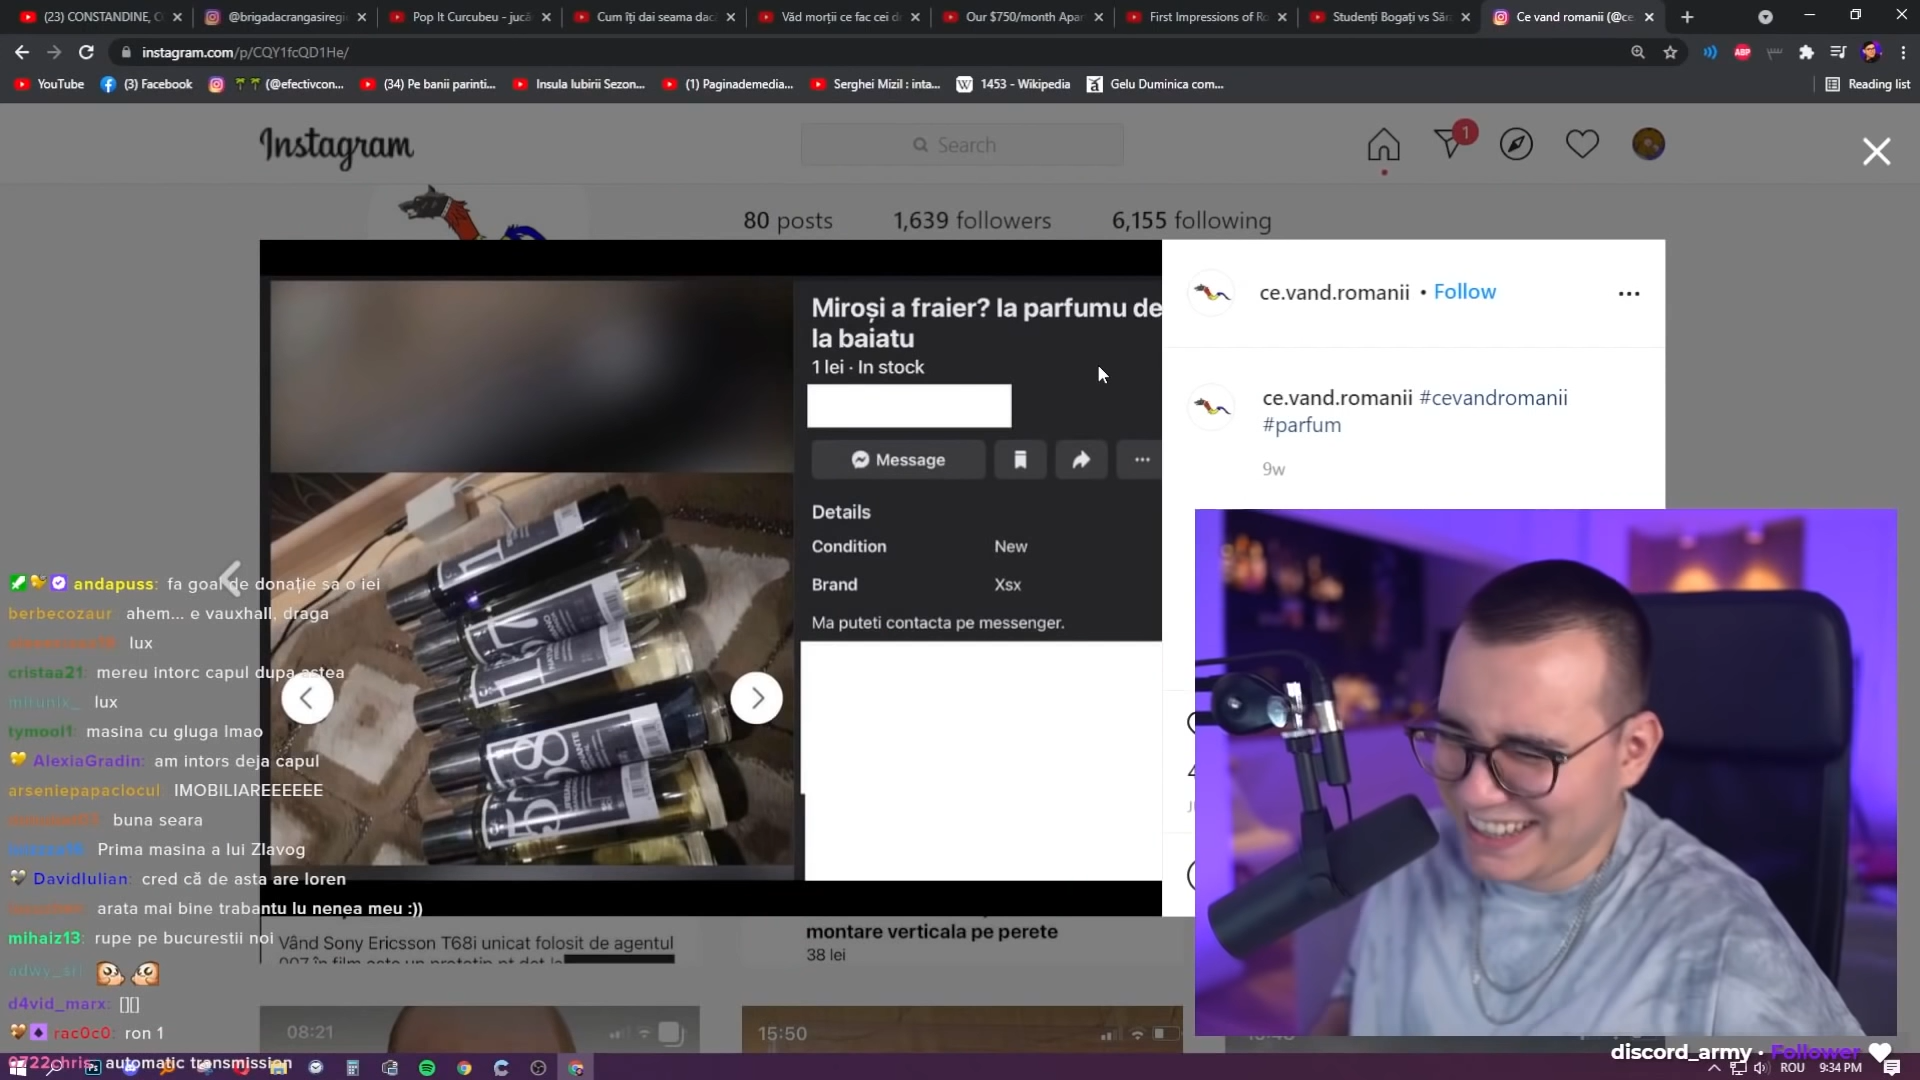 (23) CONSTANDINE, C
@brigadacrangasiregi
Pop It Curcubeu - jucă
Cum îți dai seama dac
Văd morții ce fac cei d
Our $750/month Apar
First Impressions of Ro
Studenți Bogați vs Săr
Ce vand romanii (@ce
instagram.com/p/CQY1fcQD1He/
ABP
YouTube
(3) Facebook
(@efectivcon...
(34) Pe banii parinti...
Insula Iubirii Sezon...
(1) Paginademedia...
Serghei Mizil : inta...
1453 - Wikipedia
Gelu Duminica com...
Reading list
Instagram
Search
1
80 posts
1,639 followers
6,155 following
Miroși a fraier? la parfumu de
la baiatu
1 lei · In stock
Message
Details
Condition New
Brand Xsx
Ma puteti contacta pe messenger.
ce.vand.romanii • Follow
ce.vand.romanii #cevandromanii
#parfum
9w
andapuss: fa goal de donație sa o iei
berbecozaur ahem... e vauxhall, draga
lux
cristaa21: mereu intorc capul dupa astea
lux
tymool1: masina cu gluga lmao
AlexiaGradin: am intors deja capul
arseniepapaciocul IMOBILIAREEEEEE
buna seara
Prima masina a lui Zlavog
DavidIulian: cred că de asta are loren
arata mai bine trabantu lu nenea meu :))
mihaiz13: rupe pe bucurestii noi
d4vid_marx: [][]
rac0c0: ron 1
0722chris: automatic transmission
Vând Sony Ericsson T68i unicat folosit de agentul
montare verticala pe perete
38 lei
08:21
15:50
discord_army · Follower
ROU
9:34 PM